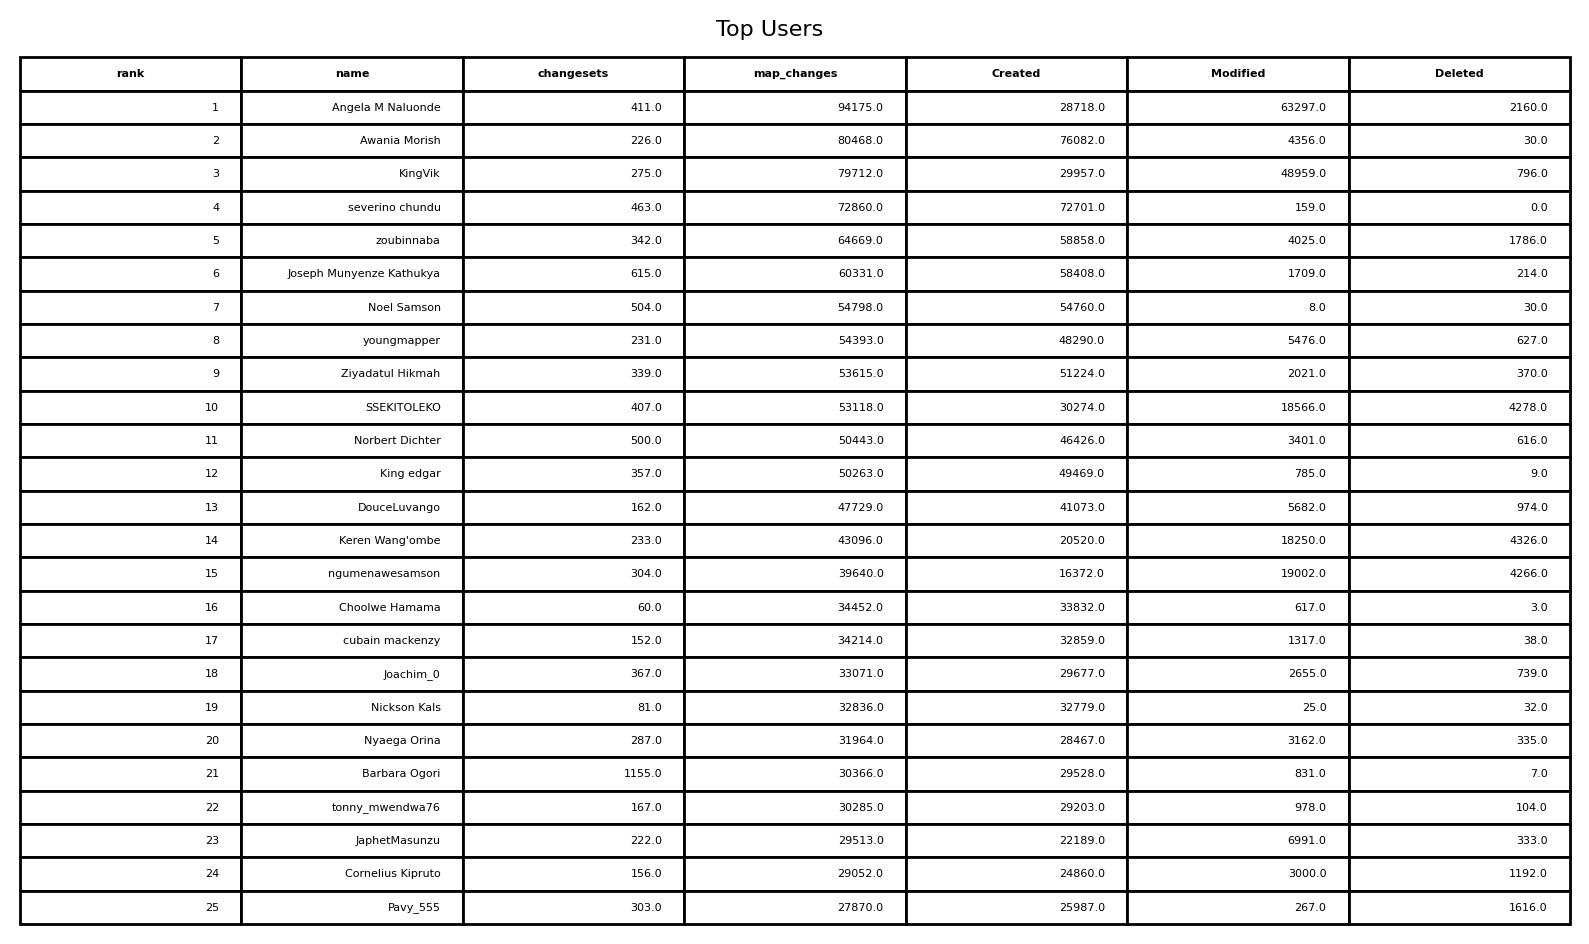 Top Users
rank name changesets map_changes Created Modified Deleted
1 Angela M Naluonde 411.0 94175.0 28718.0 63297.0 2160.0
2 Awania Morish 226.0 80468.0 76082.0 4356.0 30.0
3 KingVik 275.0 79712.0 29957.0 48959.0 796.0
4 severino chundu 463.0 72860.0 72701.0 159.0 0.0
5 zoubinnaba 342.0 64669.0 58858.0 4025.0 1786.0
6 Joseph Munyenze Kathukya 615.0 60331.0 58408.0 1709.0 214.0
7 Noel Samson 504.0 54798.0 54760.0 8.0 30.0
8 youngmapper 231.0 54393.0 48290.0 5476.0 627.0
9 Ziyadatul Hikmah 339.0 53615.0 51224.0 2021.0 370.0
10 SSEKITOLEKO 407.0 53118.0 30274.0 18566.0 4278.0
11 Norbert Dichter 500.0 50443.0 46426.0 3401.0 616.0
12 King edgar 357.0 50263.0 49469.0 785.0 9.0
13 DouceLuvango 162.0 47729.0 41073.0 5682.0 974.0
14 Keren Wang'ombe 233.0 43096.0 20520.0 18250.0 4326.0
15 ngumenawesamson 304.0 39640.0 16372.0 19002.0 4266.0
16 Choolwe Hamama 60.0 34452.0 33832.0 617.0 3.0
17 cubain mackenzy 152.0 34214.0 32859.0 1317.0 38.0
18 Joachim_0 367.0 33071.0 29677.0 2655.0 739.0
19 Nickson Kals 81.0 32836.0 32779.0 25.0 32.0
20 Nyaega Orina 287.0 31964.0 28467.0 3162.0 335.0
21 Barbara Ogori 1155.0 30366.0 29528.0 831.0 7.0
22 tonny_mwendwa76 167.0 30285.0 29203.0 978.0 104.0
23 JaphetMasunzu 222.0 29513.0 22189.0 6991.0 333.0
24 Cornelius Kipruto 156.0 29052.0 24860.0 3000.0 1192.0
25 Pavy_555 303.0 27870.0 25987.0 267.0 1616.0